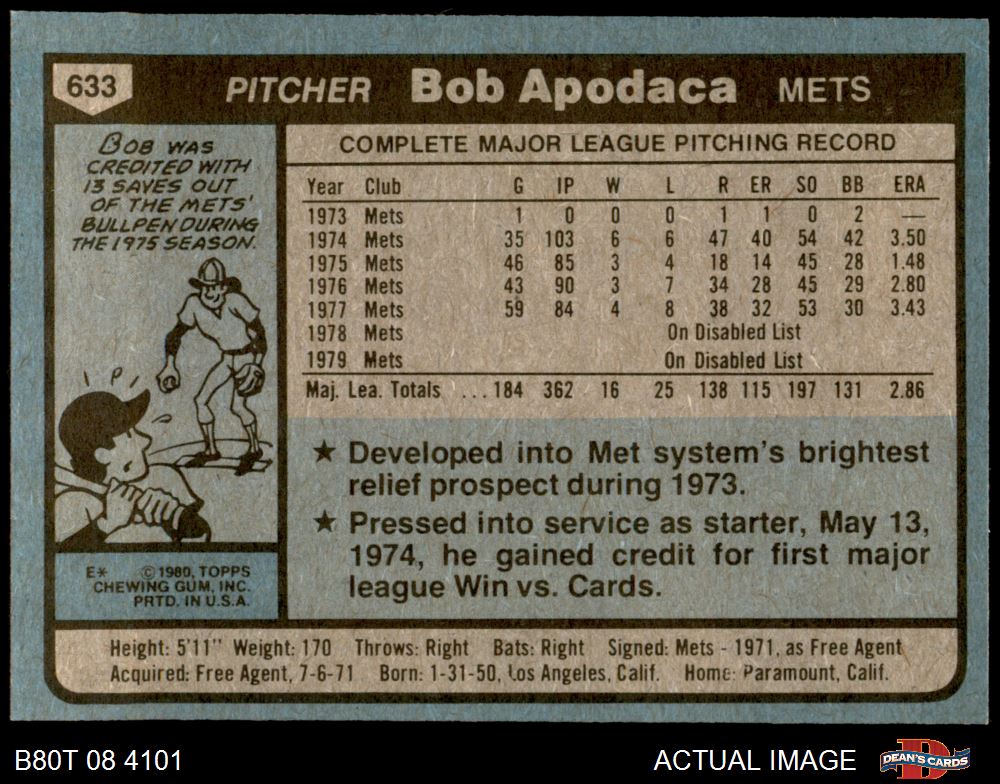 633 PITCHER Bob Apodaca METS
BOB WAS
CREDITED WITH
13 SAVES OUT
OF THE METS'
BULLPEN DURING
THE 1975 SEASON.
COMPLETE MAJOR LEAGUE PITCHING RECORD
Year Club G IP W L R ER SO BB ERA
1973 Mets 1 0 0 0 1 1 0 2 —
1974 Mets 35 103 6 6 47 40 54 42 3.50
1975 Mets 46 85 3 4 18 14 45 28 1.48
1976 Mets 43 90 3 7 34 28 45 29 2.80
1977 Mets 59 84 4 8 38 32 53 30 3.43
1978 Mets On Disabled List
1979 Mets On Disabled List
Maj. Lea. Totals ... 184 362 16 25 138 115 197 131 2.86
P
★ Developed into Met system's brightest
relief prospect during 1973.
★ Pressed into service as starter, May 13,
1974, he gained credit for first major
league Win vs. Cards.
E* © 1980, TOPPS
CHEWING GUM, INC.
PRTD. IN U.S.A.
Height: 5'11" Weight: 170 Throws: Right Bats: Right Signed: Mets - 1971, as Free Agent
Acquired: Free Agent, 7-6-71 Born: 1-31-50, Los Angeles, Calif. Home: Paramount, Calif.
B80T 08 4101
ACTUAL IMAGE
DEAN'S CARDS